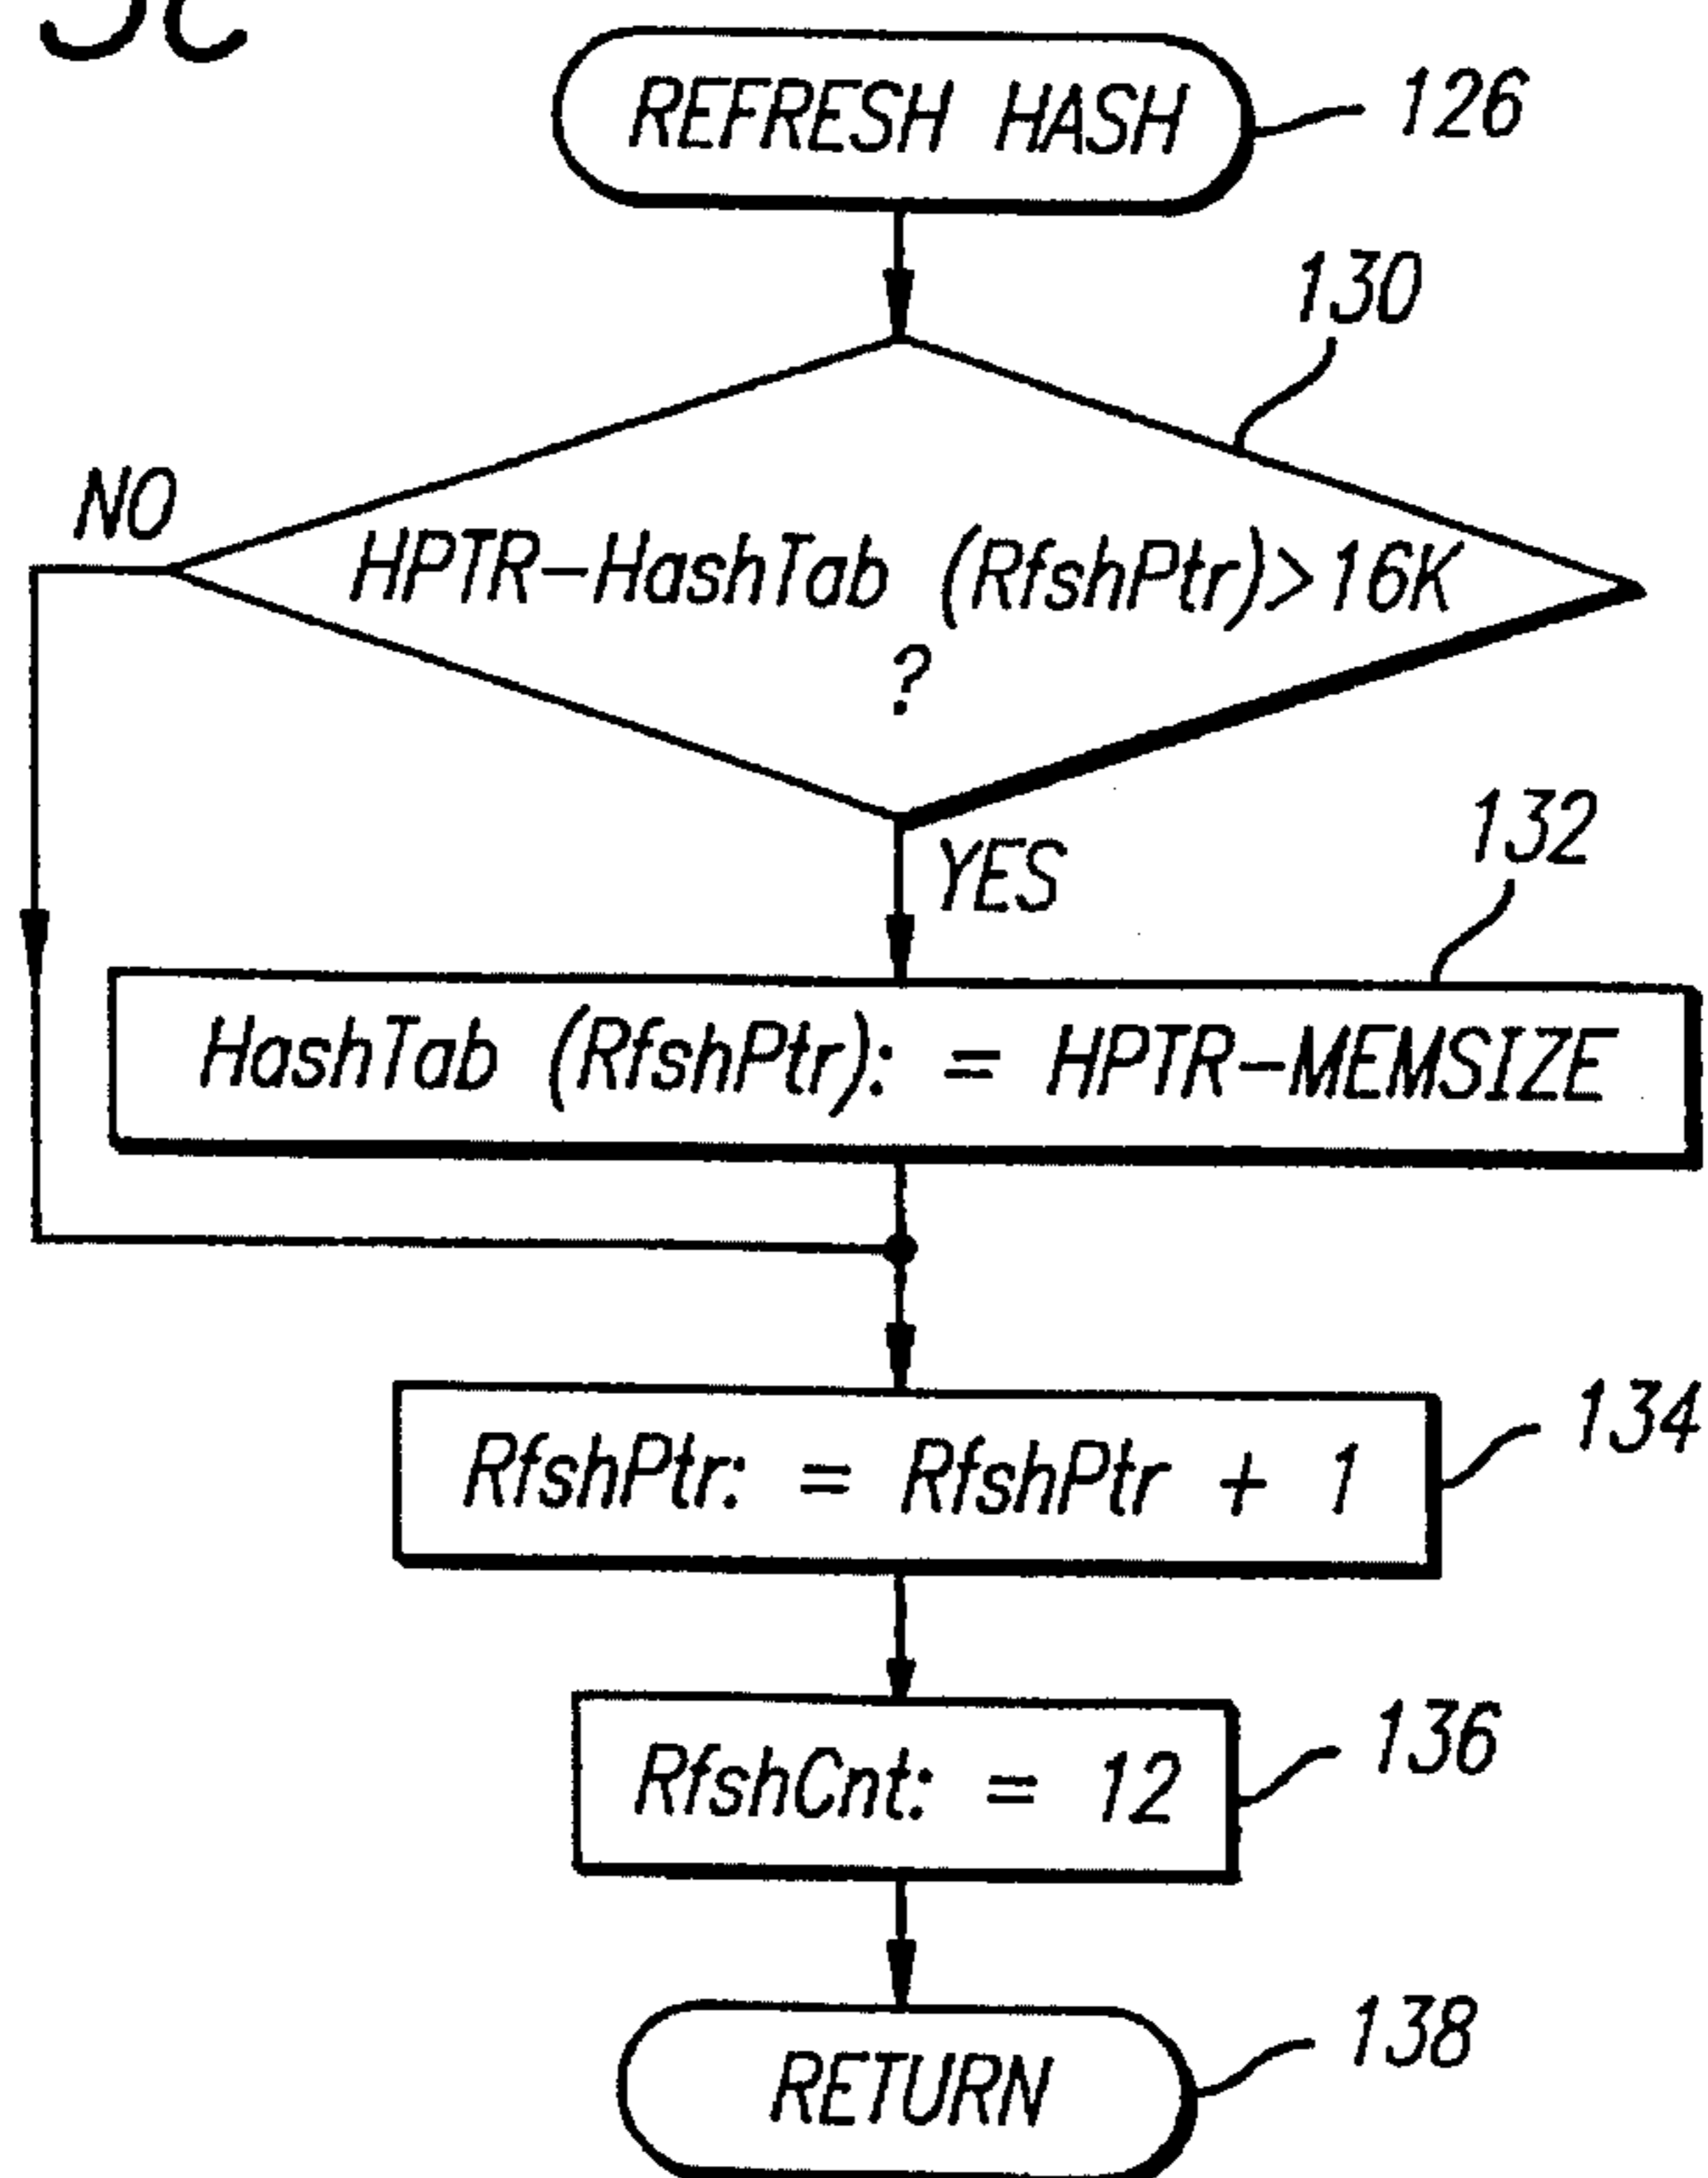 REFRESH HASH
126
130
NO
HPTR-HashTab (RfshPtr)>16K
?
YES
132
HashTab (RfshPtr): = HPTR-MEMSIZE
RfshPtr: = RfshPtr + 1
134
RfshCnt: = 12
136
RETURN
138